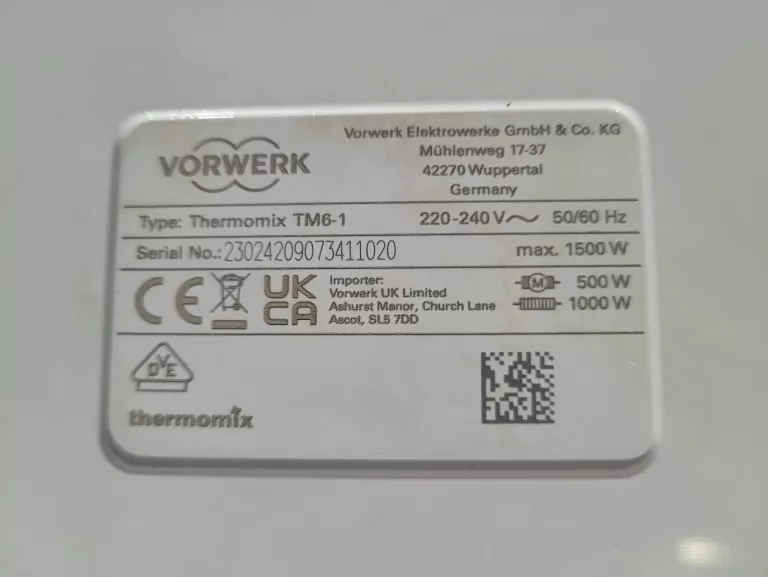 VORWERK
Vorwerk Elektrowerke GmbH & Co. KG
Mühlenweg 17-37
42270 Wuppertal
Germany
Type: Thermomix TM6-1 220-240 V~ 50/60 Hz
Serial No.: 23024209073411020 max. 1500 W
CE
UK
CA
Importer:
Vorwerk UK Limited
Ashurst Manor, Church Lane
Ascot, SL5 7DD
M 500 W
1000 W
DVE
thermomix